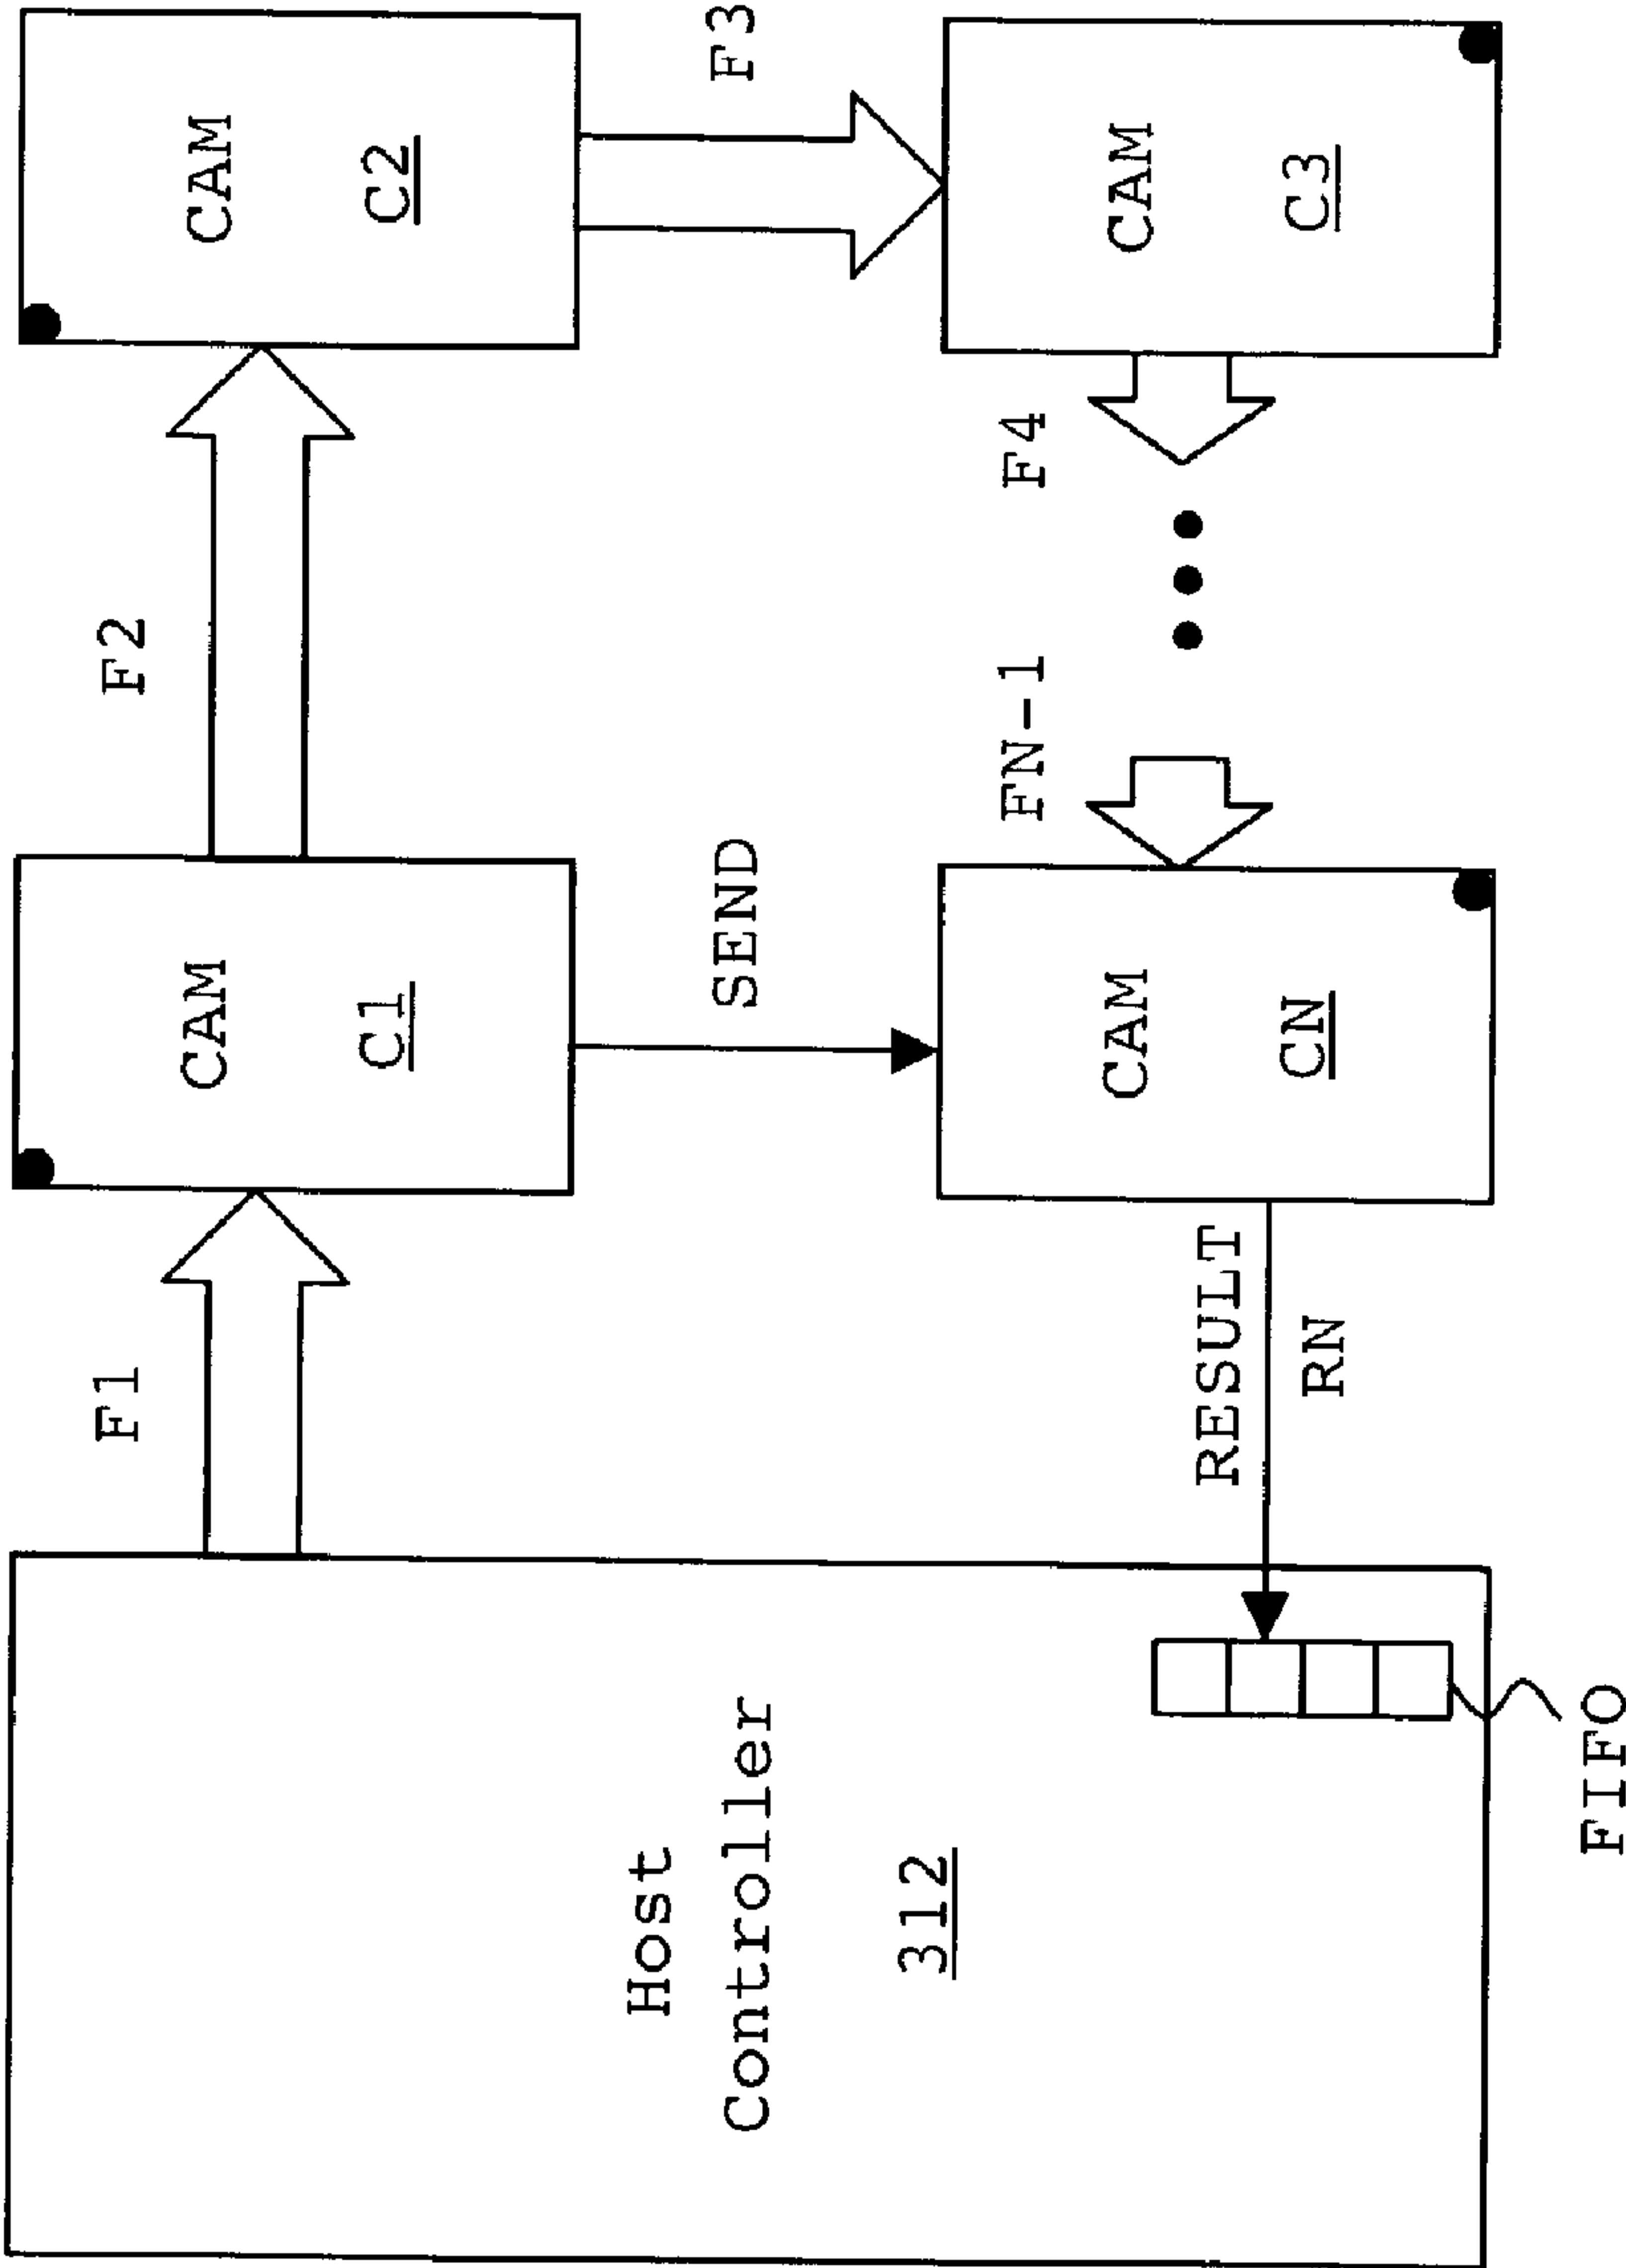 Host
Controller
312
FIFO
F1
CAM
C1
F2
CAM
C2
F3
SEND
RESULT
RN
CAM
CN
FN-1
F4
CAM
C3